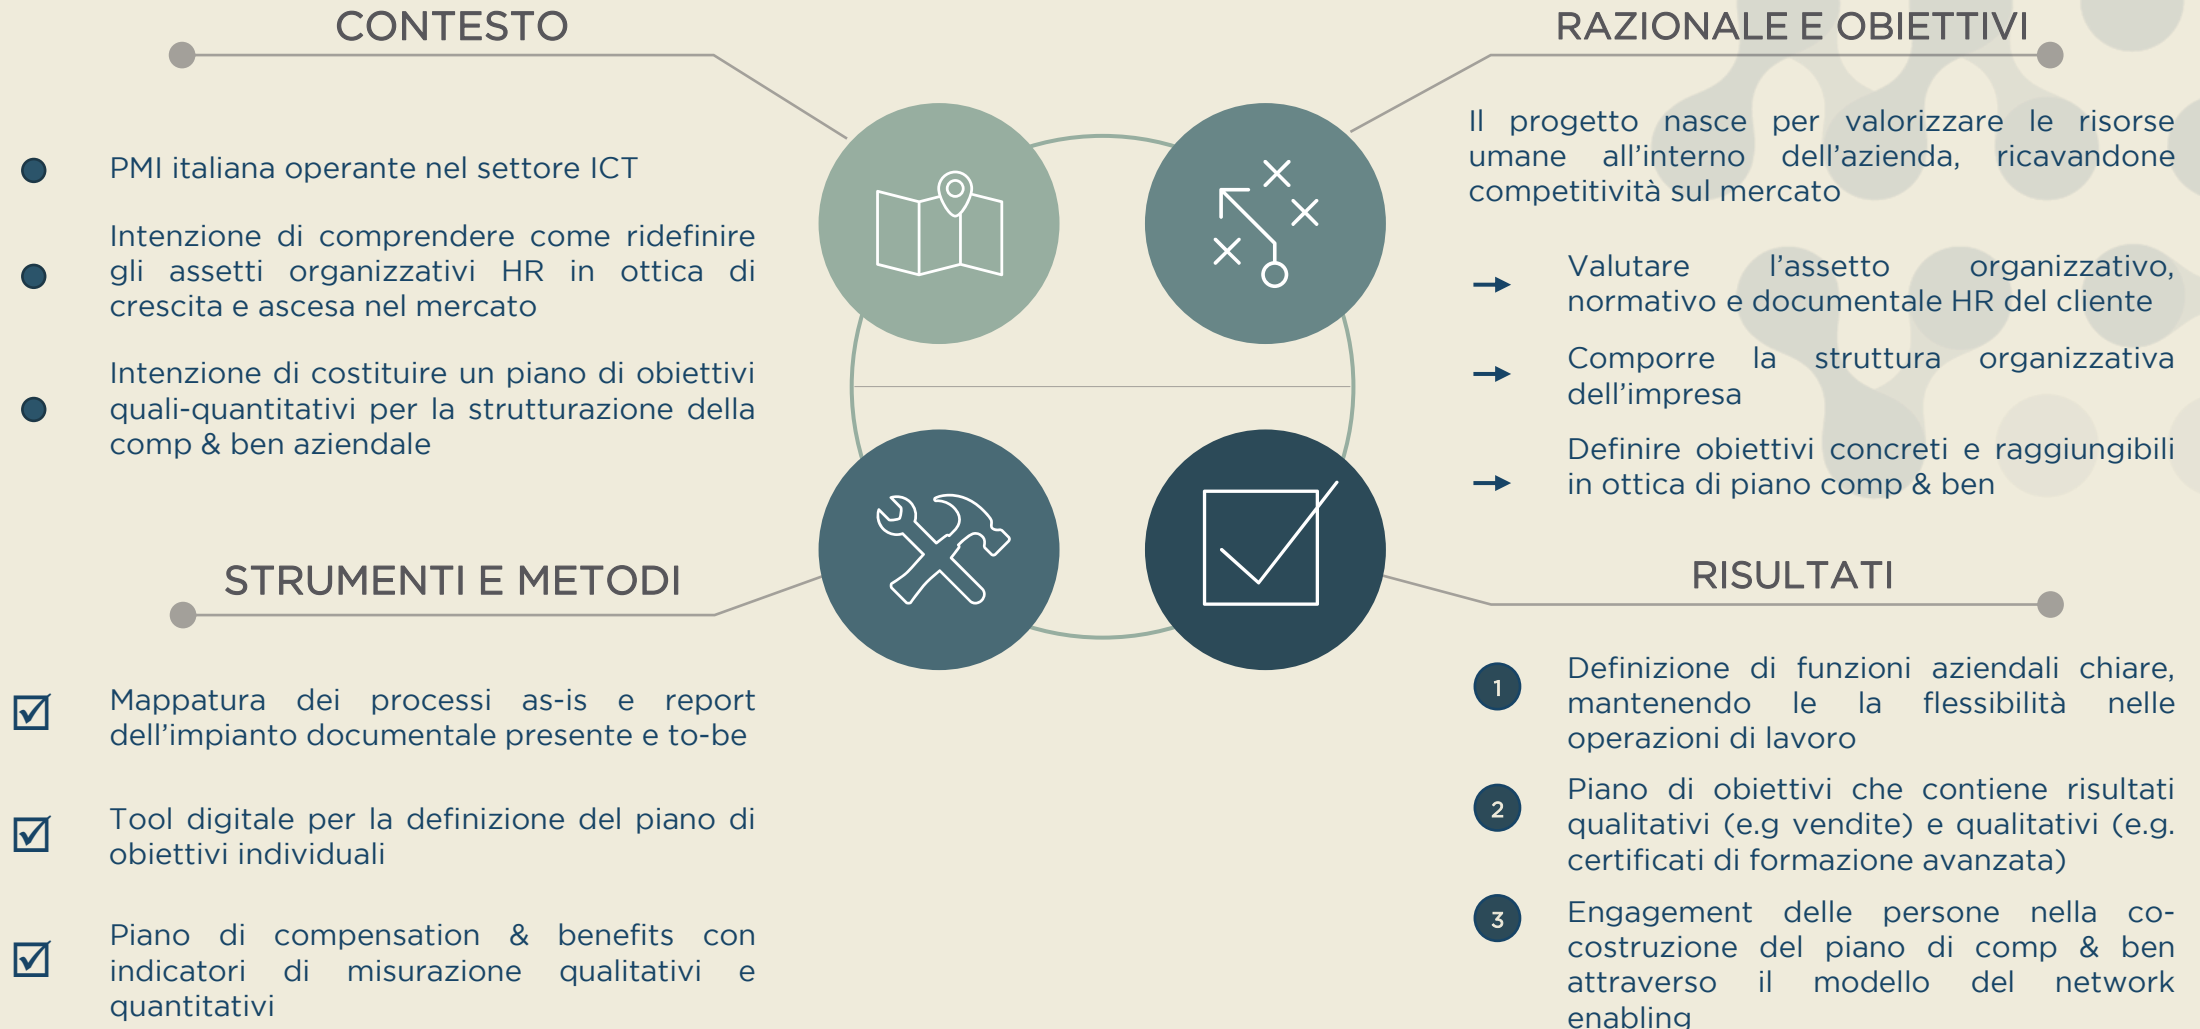 CONTESTO
PMI italiana operante nel settore ICT
Intenzione di comprendere come ridefinire
gli assetti organizzativi HR in ottica di
crescita e ascesa nel mercato
Intenzione di costituire un piano di obiettivi
quali-quantitativi per la strutturazione della
comp & ben aziendale
RAZIONALE E OBIETTIVI
Il progetto nasce per valorizzare le risorse
umane all'interno dell'azienda, ricavandone
competitività sul mercato
Valutare l'assetto organizzativo,
normativo e documentale HR del cliente
Comporre la struttura organizzativa
dell'impresa
Definire obiettivi concreti e raggiungibili
in ottica di piano comp & ben
STRUMENTI E METODI
Mappatura dei processi as-is e report
dell'impianto documentale presente e to-be
Tool digitale per la definizione del piano di
obiettivi individuali
Piano di compensation & benefits con
indicatori di misurazione qualitativi e
quantitativi
RISULTATI
1 Definizione di funzioni aziendali chiare,
mantenendo le la flessibilità nelle
operazioni di lavoro
2 Piano di obiettivi che contiene risultati
qualitativi (e.g vendite) e qualitativi (e.g.
certificati di formazione avanzata)
3 Engagement delle persone nella co-
costruzione del piano di comp & ben
attraverso il modello del network
enabling